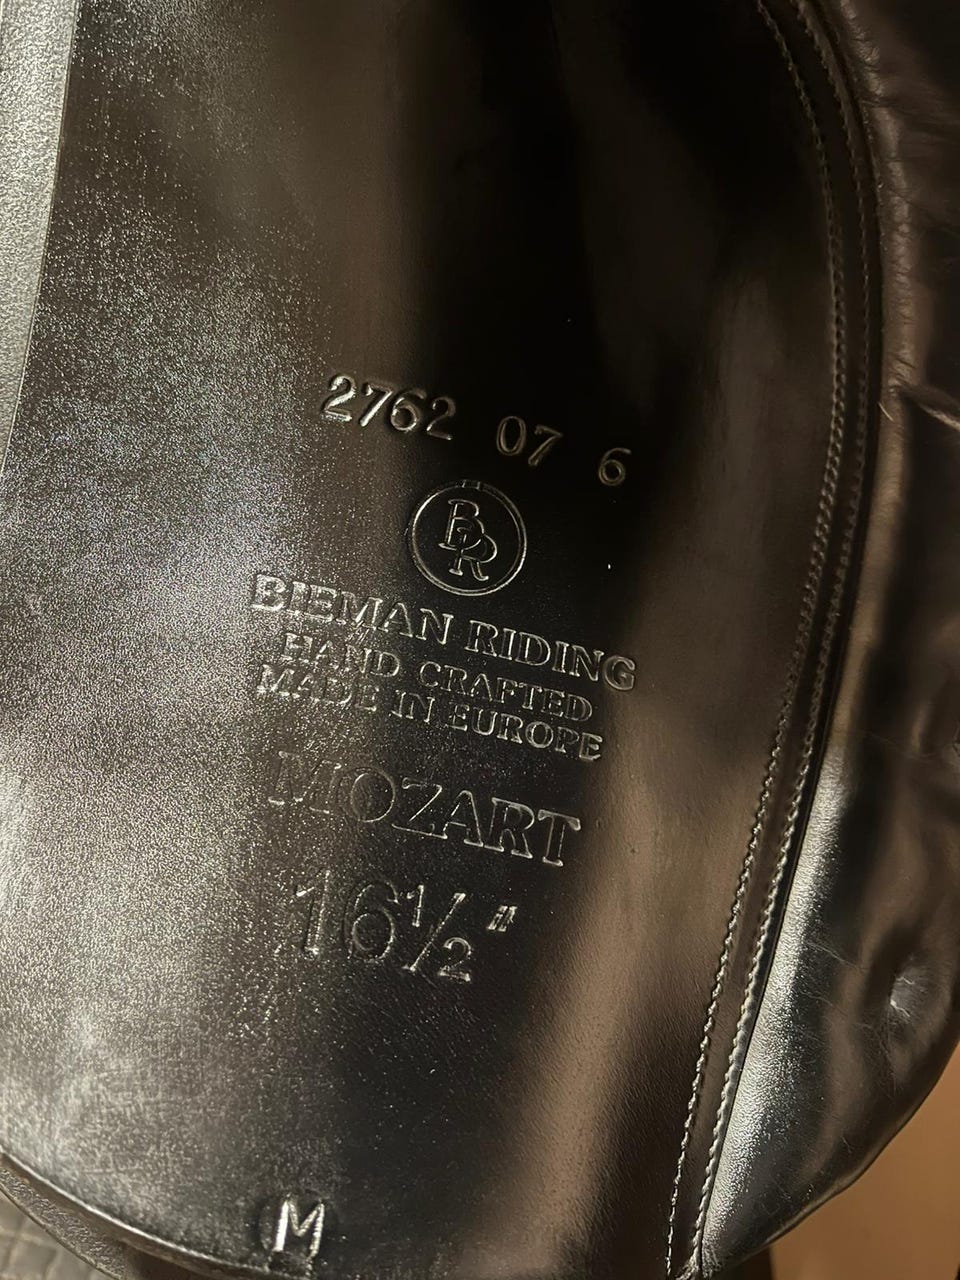 2762 07 6
BR
BIEMAN RIDING
HAND CRAFTED
MADE IN EUROPE
MOZART
16½"
M